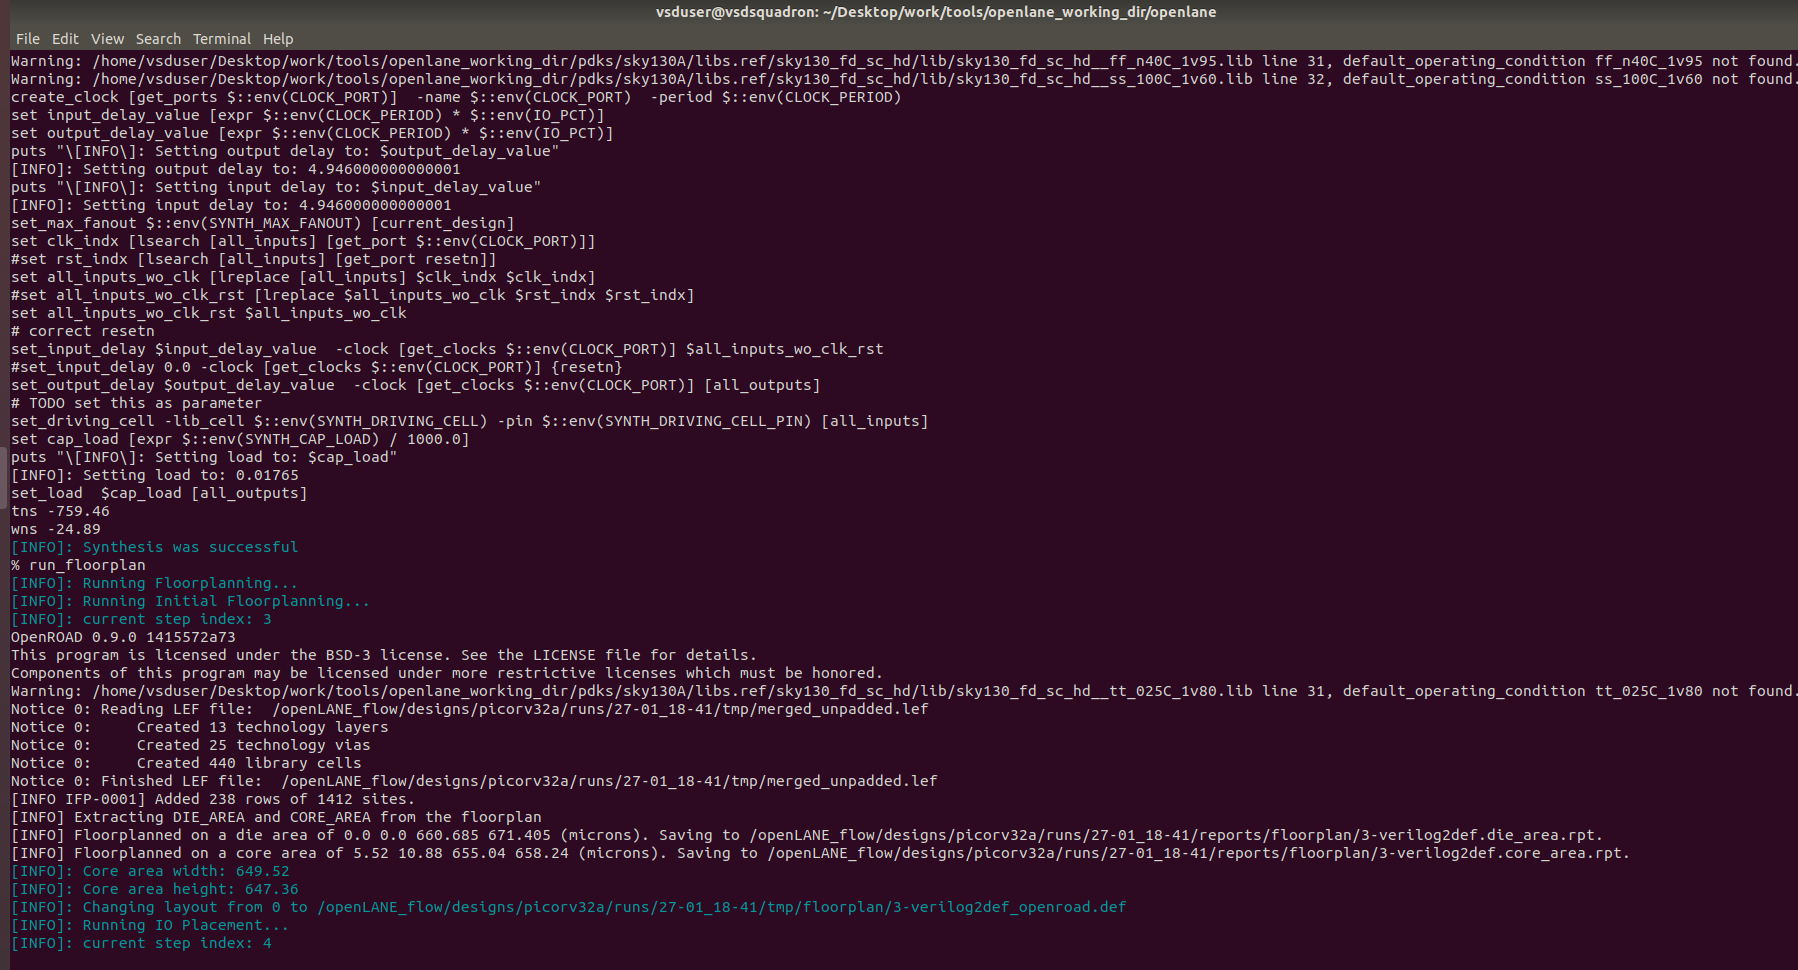 vsduser@vsdsquadron: ~/Desktop/work/tools/openlane_working_dir/openlane
File Edit View Search Terminal Help
Warning: /home/vsduser/Desktop/work/tools/openlane_working_dir/pdks/sky130A/libs.ref/sky130_fd_sc_hd/lib/sky130_fd_sc_hd__ff_n40C_1v95.lib line 31, default_operating_condition ff_n40C_1v95 not found.
Warning: /home/vsduser/Desktop/work/tools/openlane_working_dir/pdks/sky130A/libs.ref/sky130_fd_sc_hd/lib/sky130_fd_sc_hd__ss_100C_1v60.lib line 32, default_operating_condition ss_100C_1v60 not found.
create_clock [get_ports $::env(CLOCK_PORT)]  -name $::env(CLOCK_PORT)  -period $::env(CLOCK_PERIOD)
set input_delay_value [expr $::env(CLOCK_PERIOD) * $::env(IO_PCT)]
set output_delay_value [expr $::env(CLOCK_PERIOD) * $::env(IO_PCT)]
puts "\[INFO\]: Setting output delay to: $output_delay_value"
[INFO]: Setting output delay to: 4.946000000000001
puts "\[INFO\]: Setting input delay to: $input_delay_value"
[INFO]: Setting input delay to: 4.946000000000001
set_max_fanout $::env(SYNTH_MAX_FANOUT) [current_design]
set clk_indx [lsearch [all_inputs] [get_port $::env(CLOCK_PORT)]]
#set rst_indx [lsearch [all_inputs] [get_port resetn]]
set all_inputs_wo_clk [lreplace [all_inputs] $clk_indx $clk_indx]
#set all_inputs_wo_clk_rst [lreplace $all_inputs_wo_clk $rst_indx $rst_indx]
set all_inputs_wo_clk_rst $all_inputs_wo_clk
# correct resetn
set_input_delay $input_delay_value  -clock [get_clocks $::env(CLOCK_PORT)] $all_inputs_wo_clk_rst
#set_input_delay 0.0 -clock [get_clocks $::env(CLOCK_PORT)] {resetn}
set_output_delay $output_delay_value  -clock [get_clocks $::env(CLOCK_PORT)] [all_outputs]
# TODO set this as parameter
set_driving_cell -lib_cell $::env(SYNTH_DRIVING_CELL) -pin $::env(SYNTH_DRIVING_CELL_PIN) [all_inputs]
set cap_load [expr $::env(SYNTH_CAP_LOAD) / 1000.0]
puts "\[INFO\]: Setting load to: $cap_load"
[INFO]: Setting load to: 0.01765
set_load  $cap_load [all_outputs]
tns -759.46
wns -24.89
[INFO]: Synthesis was successful
% run_floorplan
[INFO]: Running Floorplanning...
[INFO]: Running Initial Floorplanning...
[INFO]: current step index: 3
OpenROAD 0.9.0 1415572a73
This program is licensed under the BSD-3 license. See the LICENSE file for details.
Components of this program may be licensed under more restrictive licenses which must be honored.
Warning: /home/vsduser/Desktop/work/tools/openlane_working_dir/pdks/sky130A/libs.ref/sky130_fd_sc_hd/lib/sky130_fd_sc_hd__tt_025C_1v80.lib line 31, default_operating_condition tt_025C_1v80 not found.
Notice 0: Reading LEF file:  /openLANE_flow/designs/picorv32a/runs/27-01_18-41/tmp/merged_unpadded.lef
Notice 0:     Created 13 technology layers
Notice 0:     Created 25 technology vias
Notice 0:     Created 440 library cells
Notice 0: Finished LEF file:  /openLANE_flow/designs/picorv32a/runs/27-01_18-41/tmp/merged_unpadded.lef
[INFO IFP-0001] Added 238 rows of 1412 sites.
[INFO] Extracting DIE_AREA and CORE_AREA from the floorplan
[INFO] Floorplanned on a die area of 0.0 0.0 660.685 671.405 (microns). Saving to /openLANE_flow/designs/picorv32a/runs/27-01_18-41/reports/floorplan/3-verilog2def.die_area.rpt.
[INFO] Floorplanned on a core area of 5.52 10.88 655.04 658.24 (microns). Saving to /openLANE_flow/designs/picorv32a/runs/27-01_18-41/reports/floorplan/3-verilog2def.core_area.rpt.
[INFO]: Core area width: 649.52
[INFO]: Core area height: 647.36
[INFO]: Changing layout from 0 to /openLANE_flow/designs/picorv32a/runs/27-01_18-41/tmp/floorplan/3-verilog2def_openroad.def
[INFO]: Running IO Placement...
[INFO]: current step index: 4